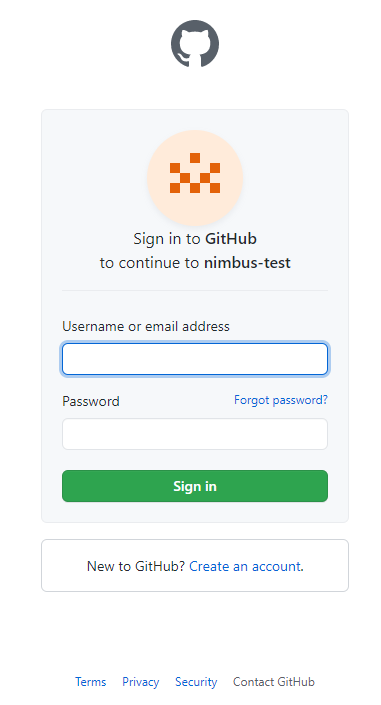 Sign in to GitHub
to continue to nimbus-test
Username or email address
Password Forgot password?
Sign in
New to GitHub? Create an account.
Terms Privacy Security Contact GitHub